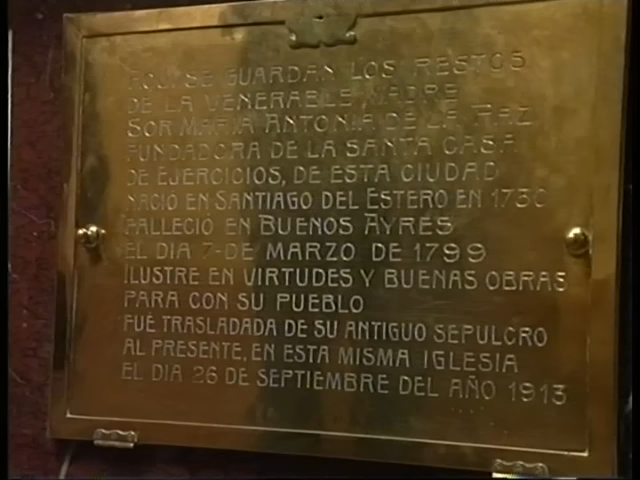 AQUI SE GUARDAN LOS RESTOS
DE LA VENERABLE MADRE
SOR MARIA ANTONIA DE LA PAZ
FUNDADORA DE LA SANTA CASA
DE EJERCICIOS, DE ESTA CIUDAD
NACIO EN SANTIAGO DEL ESTERO EN 1730
FALLECIO EN BUENOS AYRES
EL DIA 7 DE MARZO DE 1799
ILUSTRE EN VIRTUDES Y BUENAS OBRAS
PARA CON SU PUEBLO
FUÉ TRASLADADA DE SU ANTIGUO SEPULCRO
AL PRESENTE, EN ESTA MISMA IGLESIA
EL DIA 26 DE SEPTIEMBRE DEL AÑO 1913